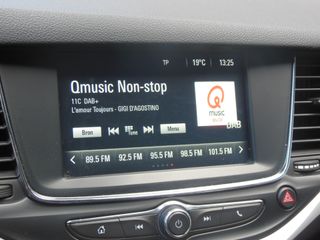 TP 19°C 13:25
Qmusic Non-stop
11C DAB+
L'amour Toujours - GIGI D'AGOSTINO
Q
music
DAB
Bron Menu
89.5 FM 92.5 FM 95.5 FM 98.5 FM 101.5 FM